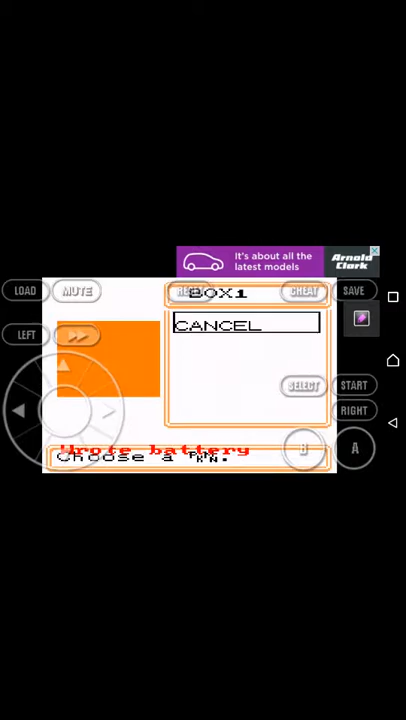 It's about all the
latest models
Arnold
Clark
LOAD
MUTE
BOX1
CHEAT
SAVE
CANCEL
LEFT
SELECT
START
RIGHT
Wrote battery
B
A
Choose a PKMN.